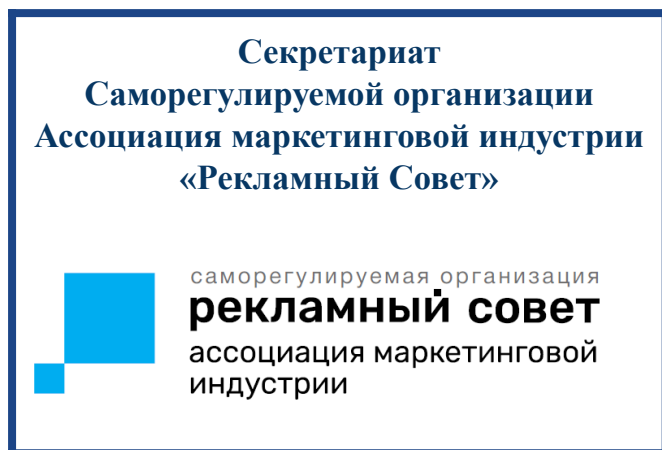 Секретариат
Саморегулируемой организации
Ассоциация маркетинговой индустрии
«Рекламный Совет»
саморегулируемая организация
рекламный совет
ассоциация маркетинговой
индустрии